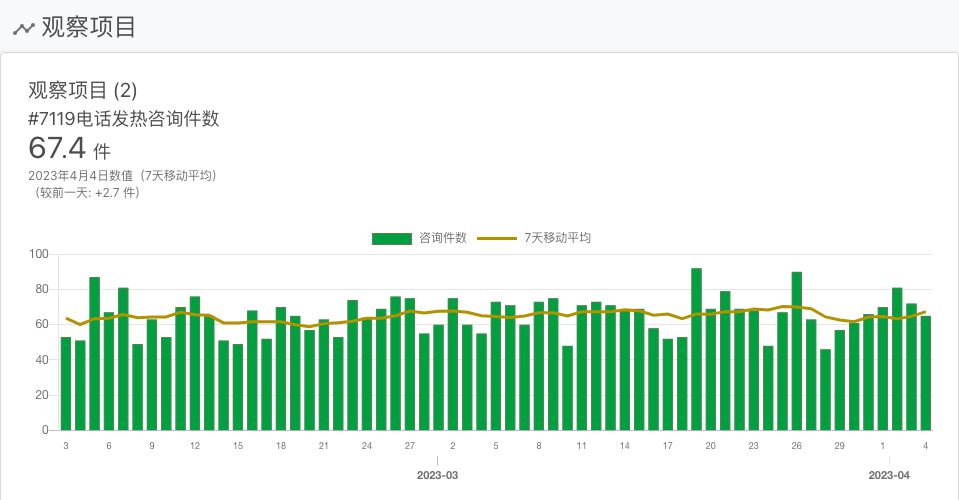 观察项目
观察项目 (2)
#7119电话发热咨询件数
67.4 件
2023年4月4日数值（7天移动平均）
（较前一天: +2.7 件）
咨询件数 7天移动平均
100
80
60
40
20
0
3 6 9 12 15 18 21 24 27 2 5 8 11 14 17 20 23 26 29 1 4
2023-03 2023-04